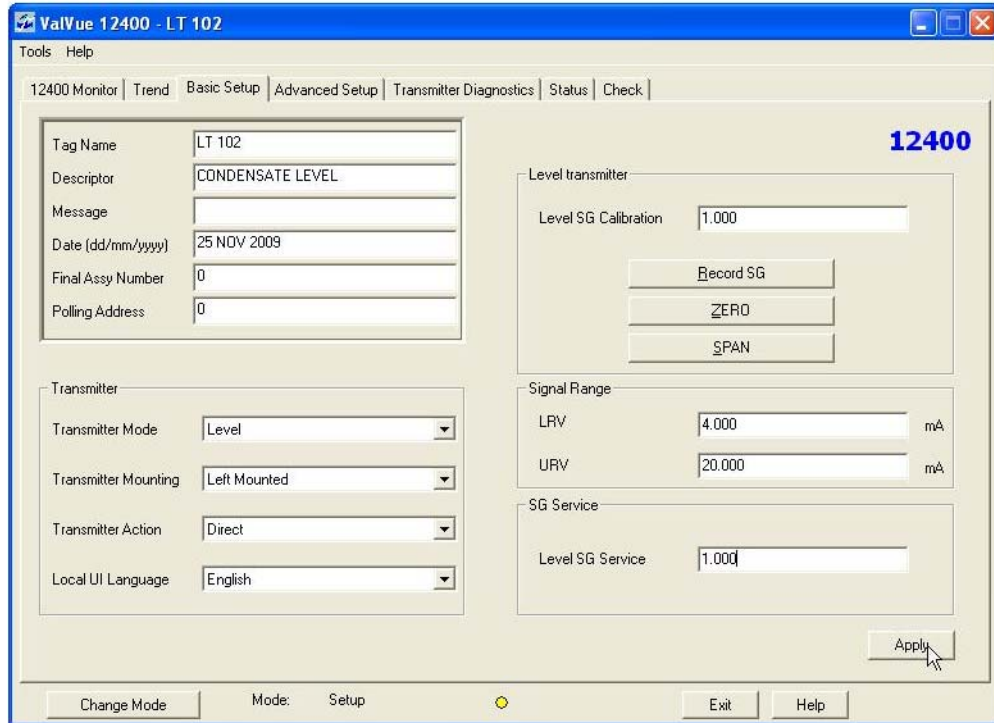 ValVue 12400 - LT 102
Tools Help
12400 Monitor Trend Basic Setup Advanced Setup Transmitter Diagnostics Status Check
Tag Name LT 102
Descriptor CONDENSATE LEVEL
Message
Date (dd/mm/yyyy) 25 NOV 2009
Final Assy Number 0
Polling Address 0
12400
Level transmitter
Level SG Calibration 1.000
Record SG
ZERO
SPAN
Transmitter
Transmitter Mode Level
Transmitter Mounting Left Mounted
Transmitter Action Direct
Local UI Language English
Signal Range
LRV 4.000 mA
URV 20.000 mA
SG Service
Level SG Service 1.000
Apply
Change Mode Mode: Setup Exit Help